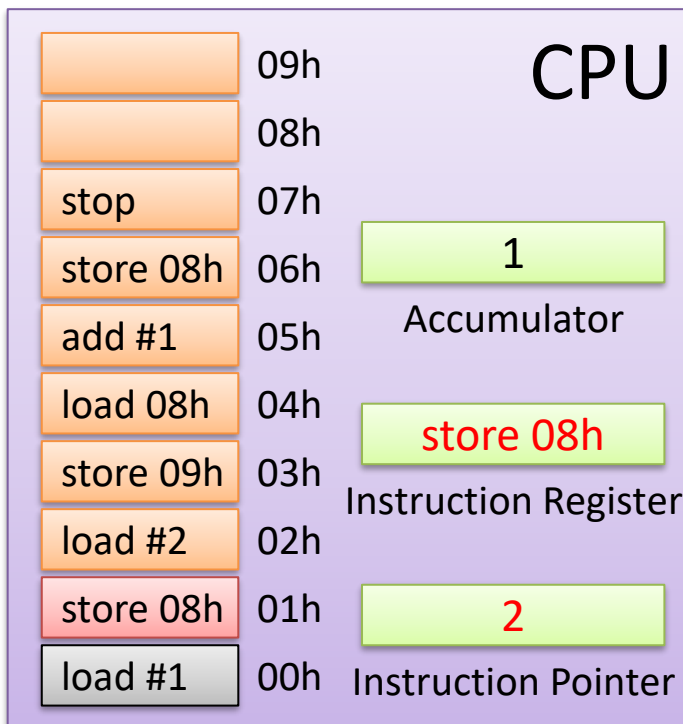 CPU
09h
08h
stop 07h
store 08h 06h
add #1 05h
load 08h 04h
store 09h 03h
load #2 02h
store 08h 01h
load #1 00h
1
Accumulator
store 08h
Instruction Register
2
Instruction Pointer